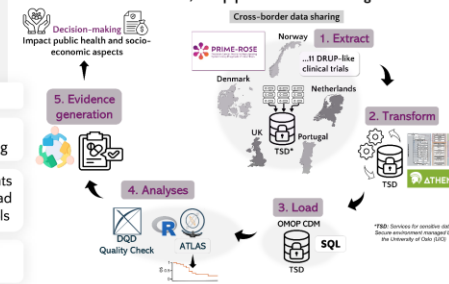 Cross-border data sharing
Decision-making
Impact public health and socio-
economic aspects
PRIME-ROSE
Norway
1. Extract
...11 DRUP-like
clinical trials
Denmark
Netherlands
5. Evidence
generation
UK
TSD*
Portugal
2. Transform
TSD
ATHEN
4. Analyses
3. Load
OMOP CDM
DQD
Quality Check
R
ATLAS
SQL
TSD
*TSD: Services for sensitive dat
Secure environment managed b
the University of Oslo (UiO)